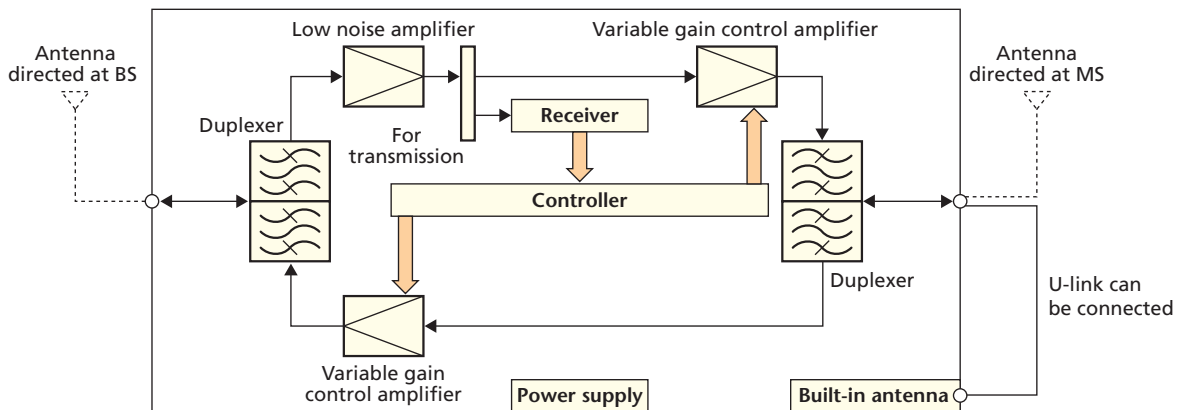 Low noise amplifier
Variable gain control amplifier
Antenna
directed at BS
Antenna
directed at MS
Duplexer
Receiver
For
transmission
Controller
Duplexer
U-link can
be connected
Variable gain
control amplifier
Power supply
Built-in antenna